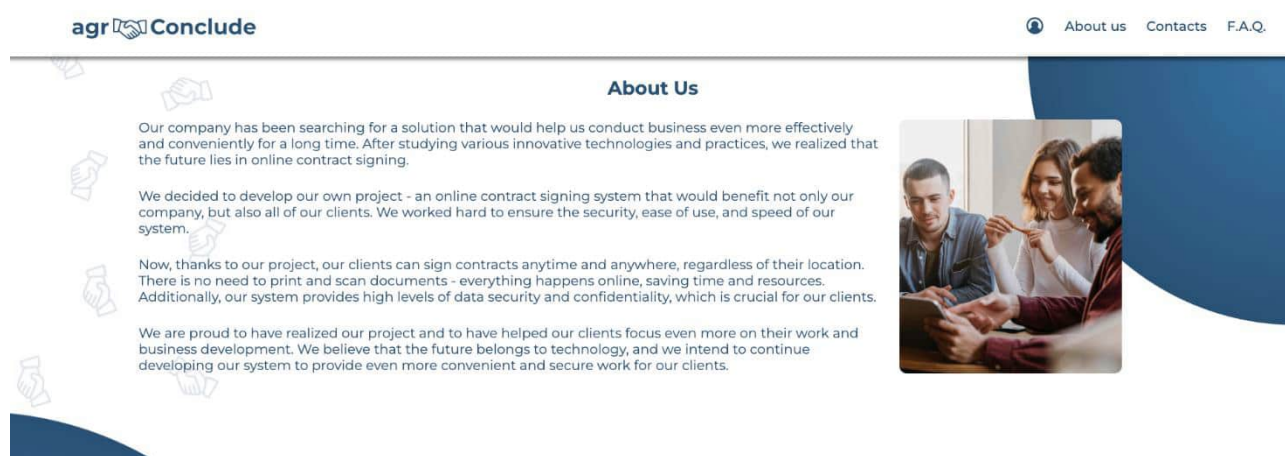 agr Conclude
About us Contacts F.A.Q.
About Us
Our company has been searching for a solution that would help us conduct business even more effectively
and conveniently for a long time. After studying various innovative technologies and practices, we realized that
the future lies in online contract signing.
We decided to develop our own project - an online contract signing system that would benefit not only our
company, but also all of our clients. We worked hard to ensure the security, ease of use, and speed of our
system.
Now, thanks to our project, our clients can sign contracts anytime and anywhere, regardless of their location.
There is no need to print and scan documents - everything happens online, saving time and resources.
Additionally, our system provides high levels of data security and confidentiality, which is crucial for our clients.
We are proud to have realized our project and to have helped our clients focus even more on their work and
business development. We believe that the future belongs to technology, and we intend to continue
developing our system to provide even more convenient and secure work for our clients.